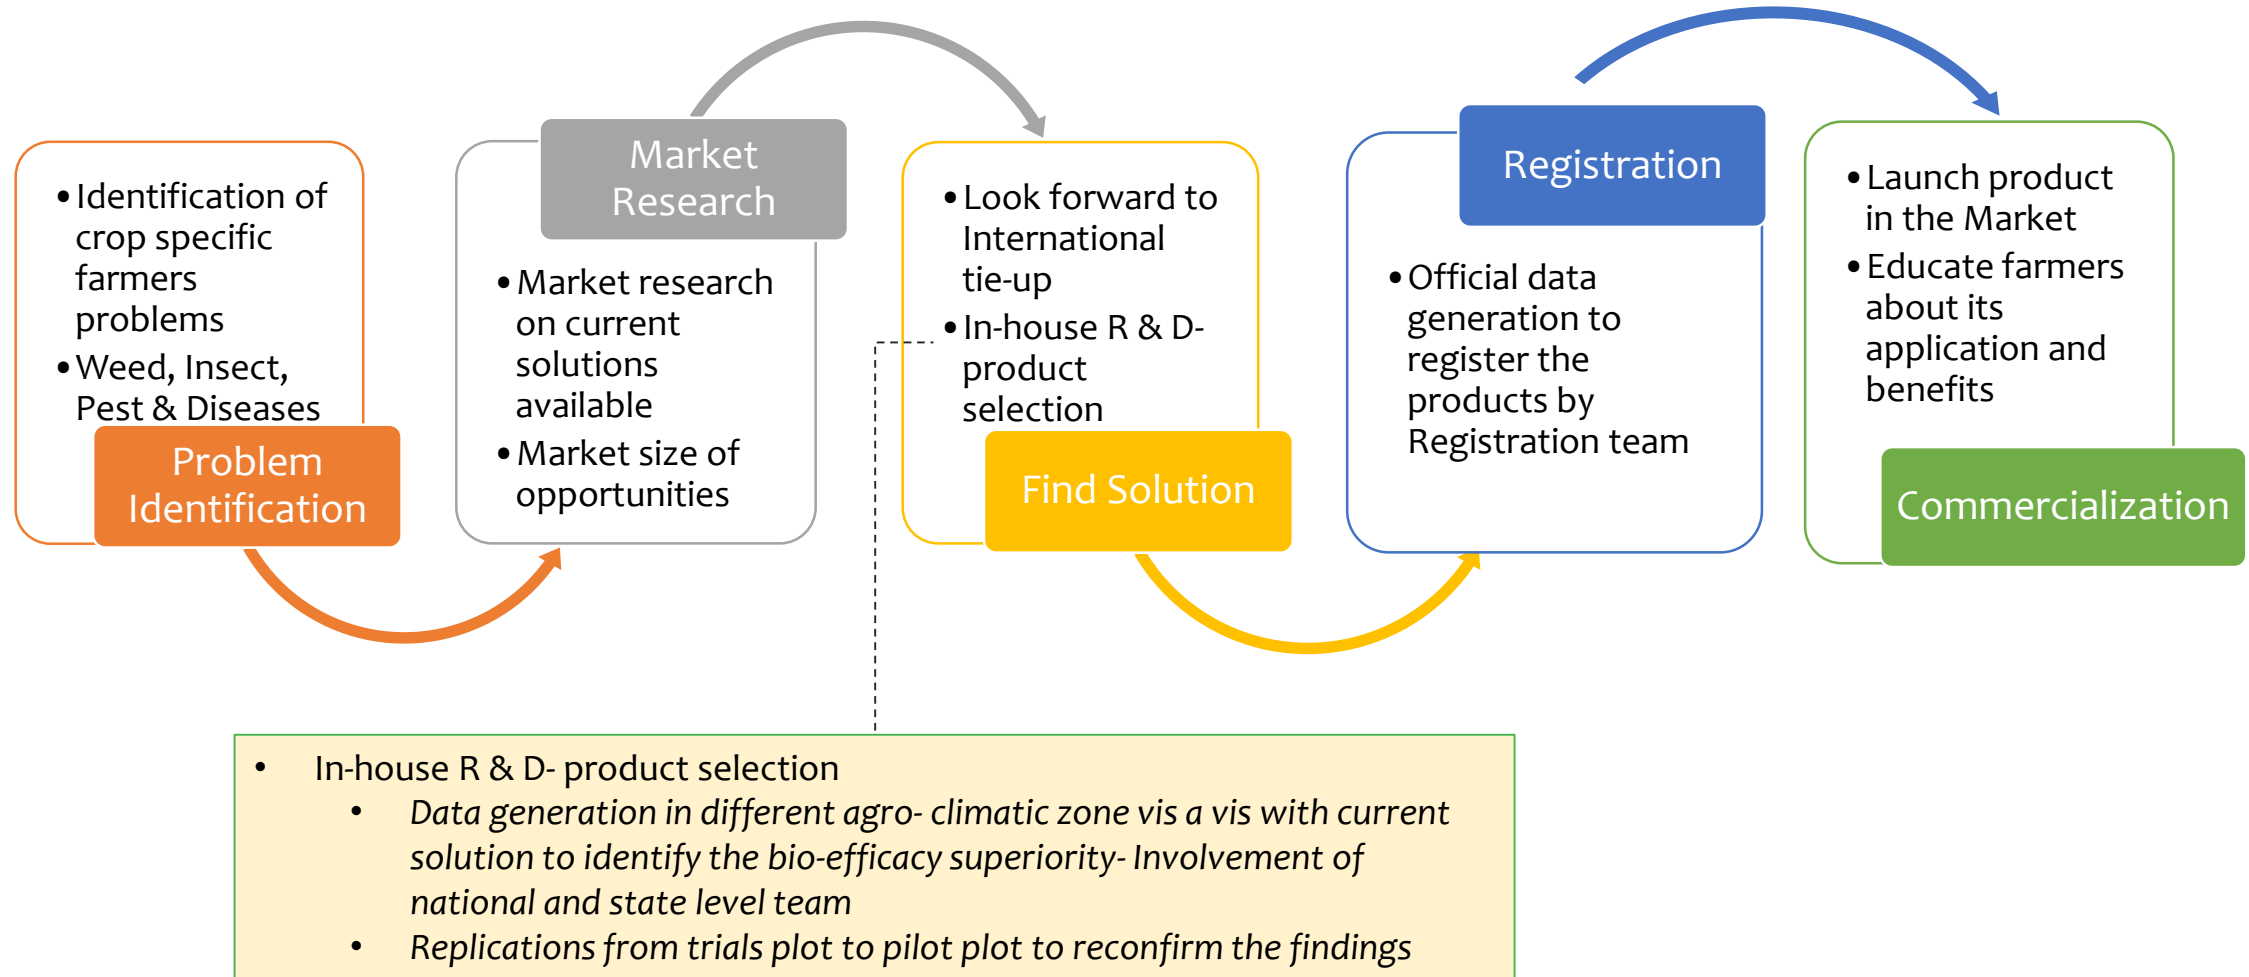 •Identification of
crop specific
farmers
problems
•Weed, Insect,
Pest & Diseases
Problem
Identification
Market
Research
•Market research
on current
solutions
available
•Market size of
opportunities
•Look forward to
International
tie-up
•In-house R & D-
product
selection
Find Solution
Registration
•Official data
generation to
register the
products by
Registration team
•Launch product
in the Market
•Educate farmers
about its
application and
benefits
Commercialization
• In-house R & D- product selection
• Data generation in different agro- climatic zone vis a vis with current
solution to identify the bio-efficacy superiority- Involvement of
national and state level team
• Replications from trials plot to pilot plot to reconfirm the findings